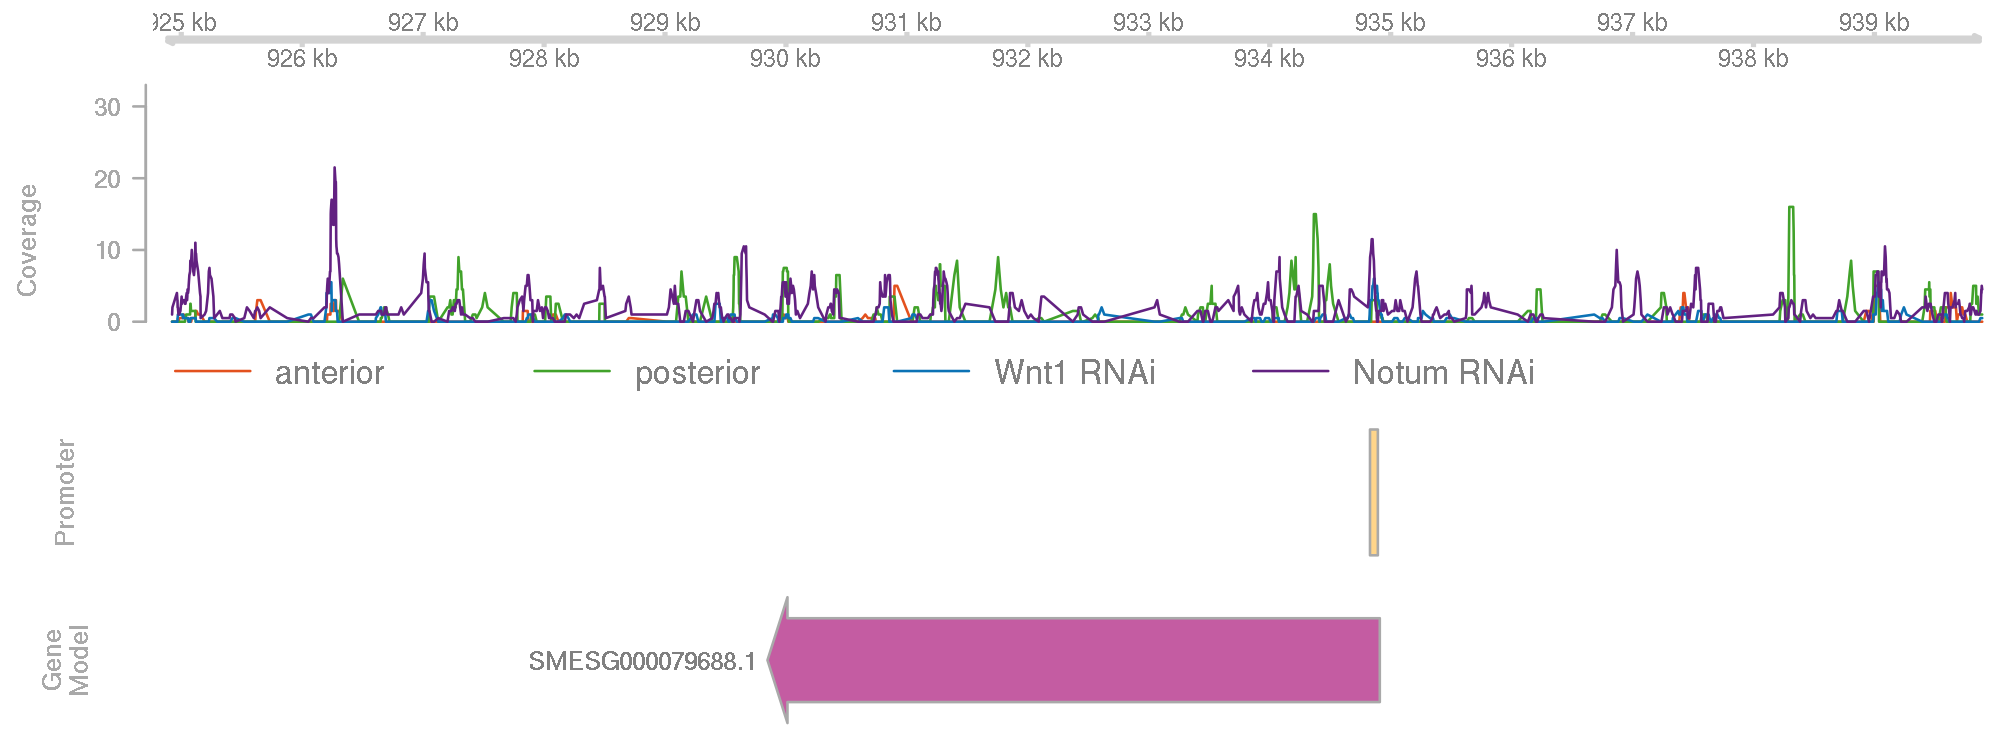 925 kb 927 kb 929 kb 931 kb 933 kb 935 kb 937 kb 939 kb
926 kb 928 kb 930 kb 932 kb 934 kb 936 kb 938 kb
Coverage
30
20
10
0
anterior posterior Wnt1 RNAi Notum RNAi
Promoter
Gene
Model
SMESG000079688.1